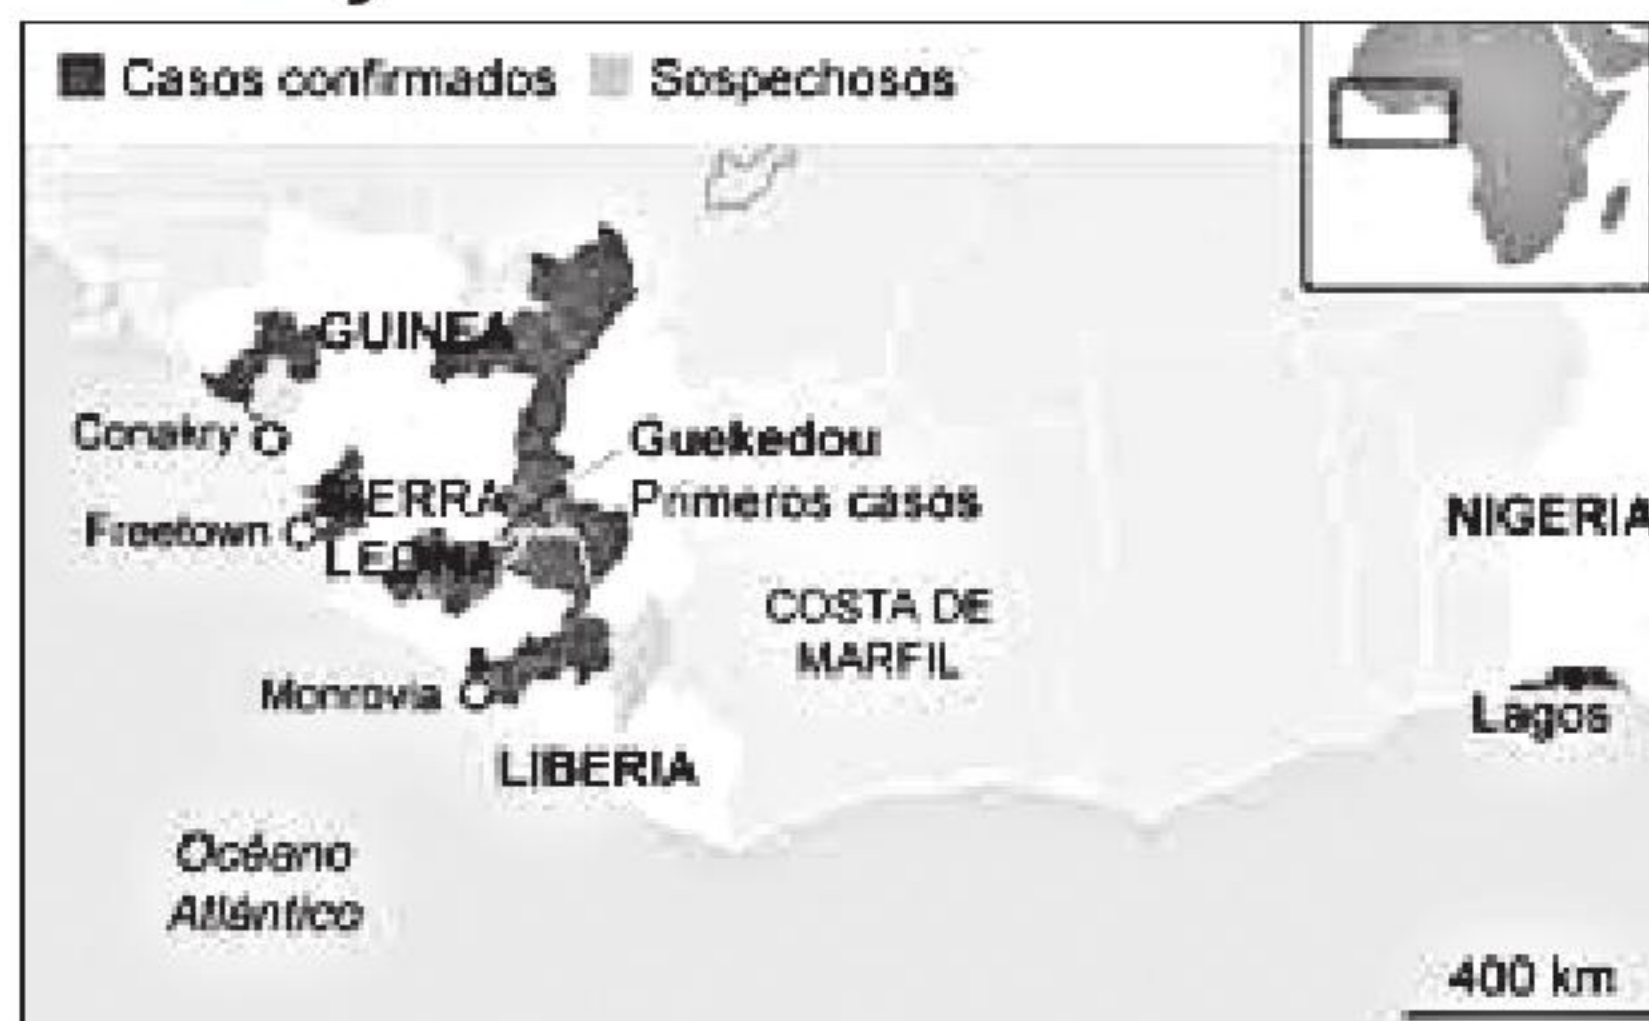 Casos confirmados
Sospechosos
GUINEA
Conakry
Guekedou
Primeros casos
SIERRA
LEONA
Freetown
NIGERIA
COSTA DE
MARFIL
Monrovia
Lagos
LIBERIA
Océano
Atlántico
400 km